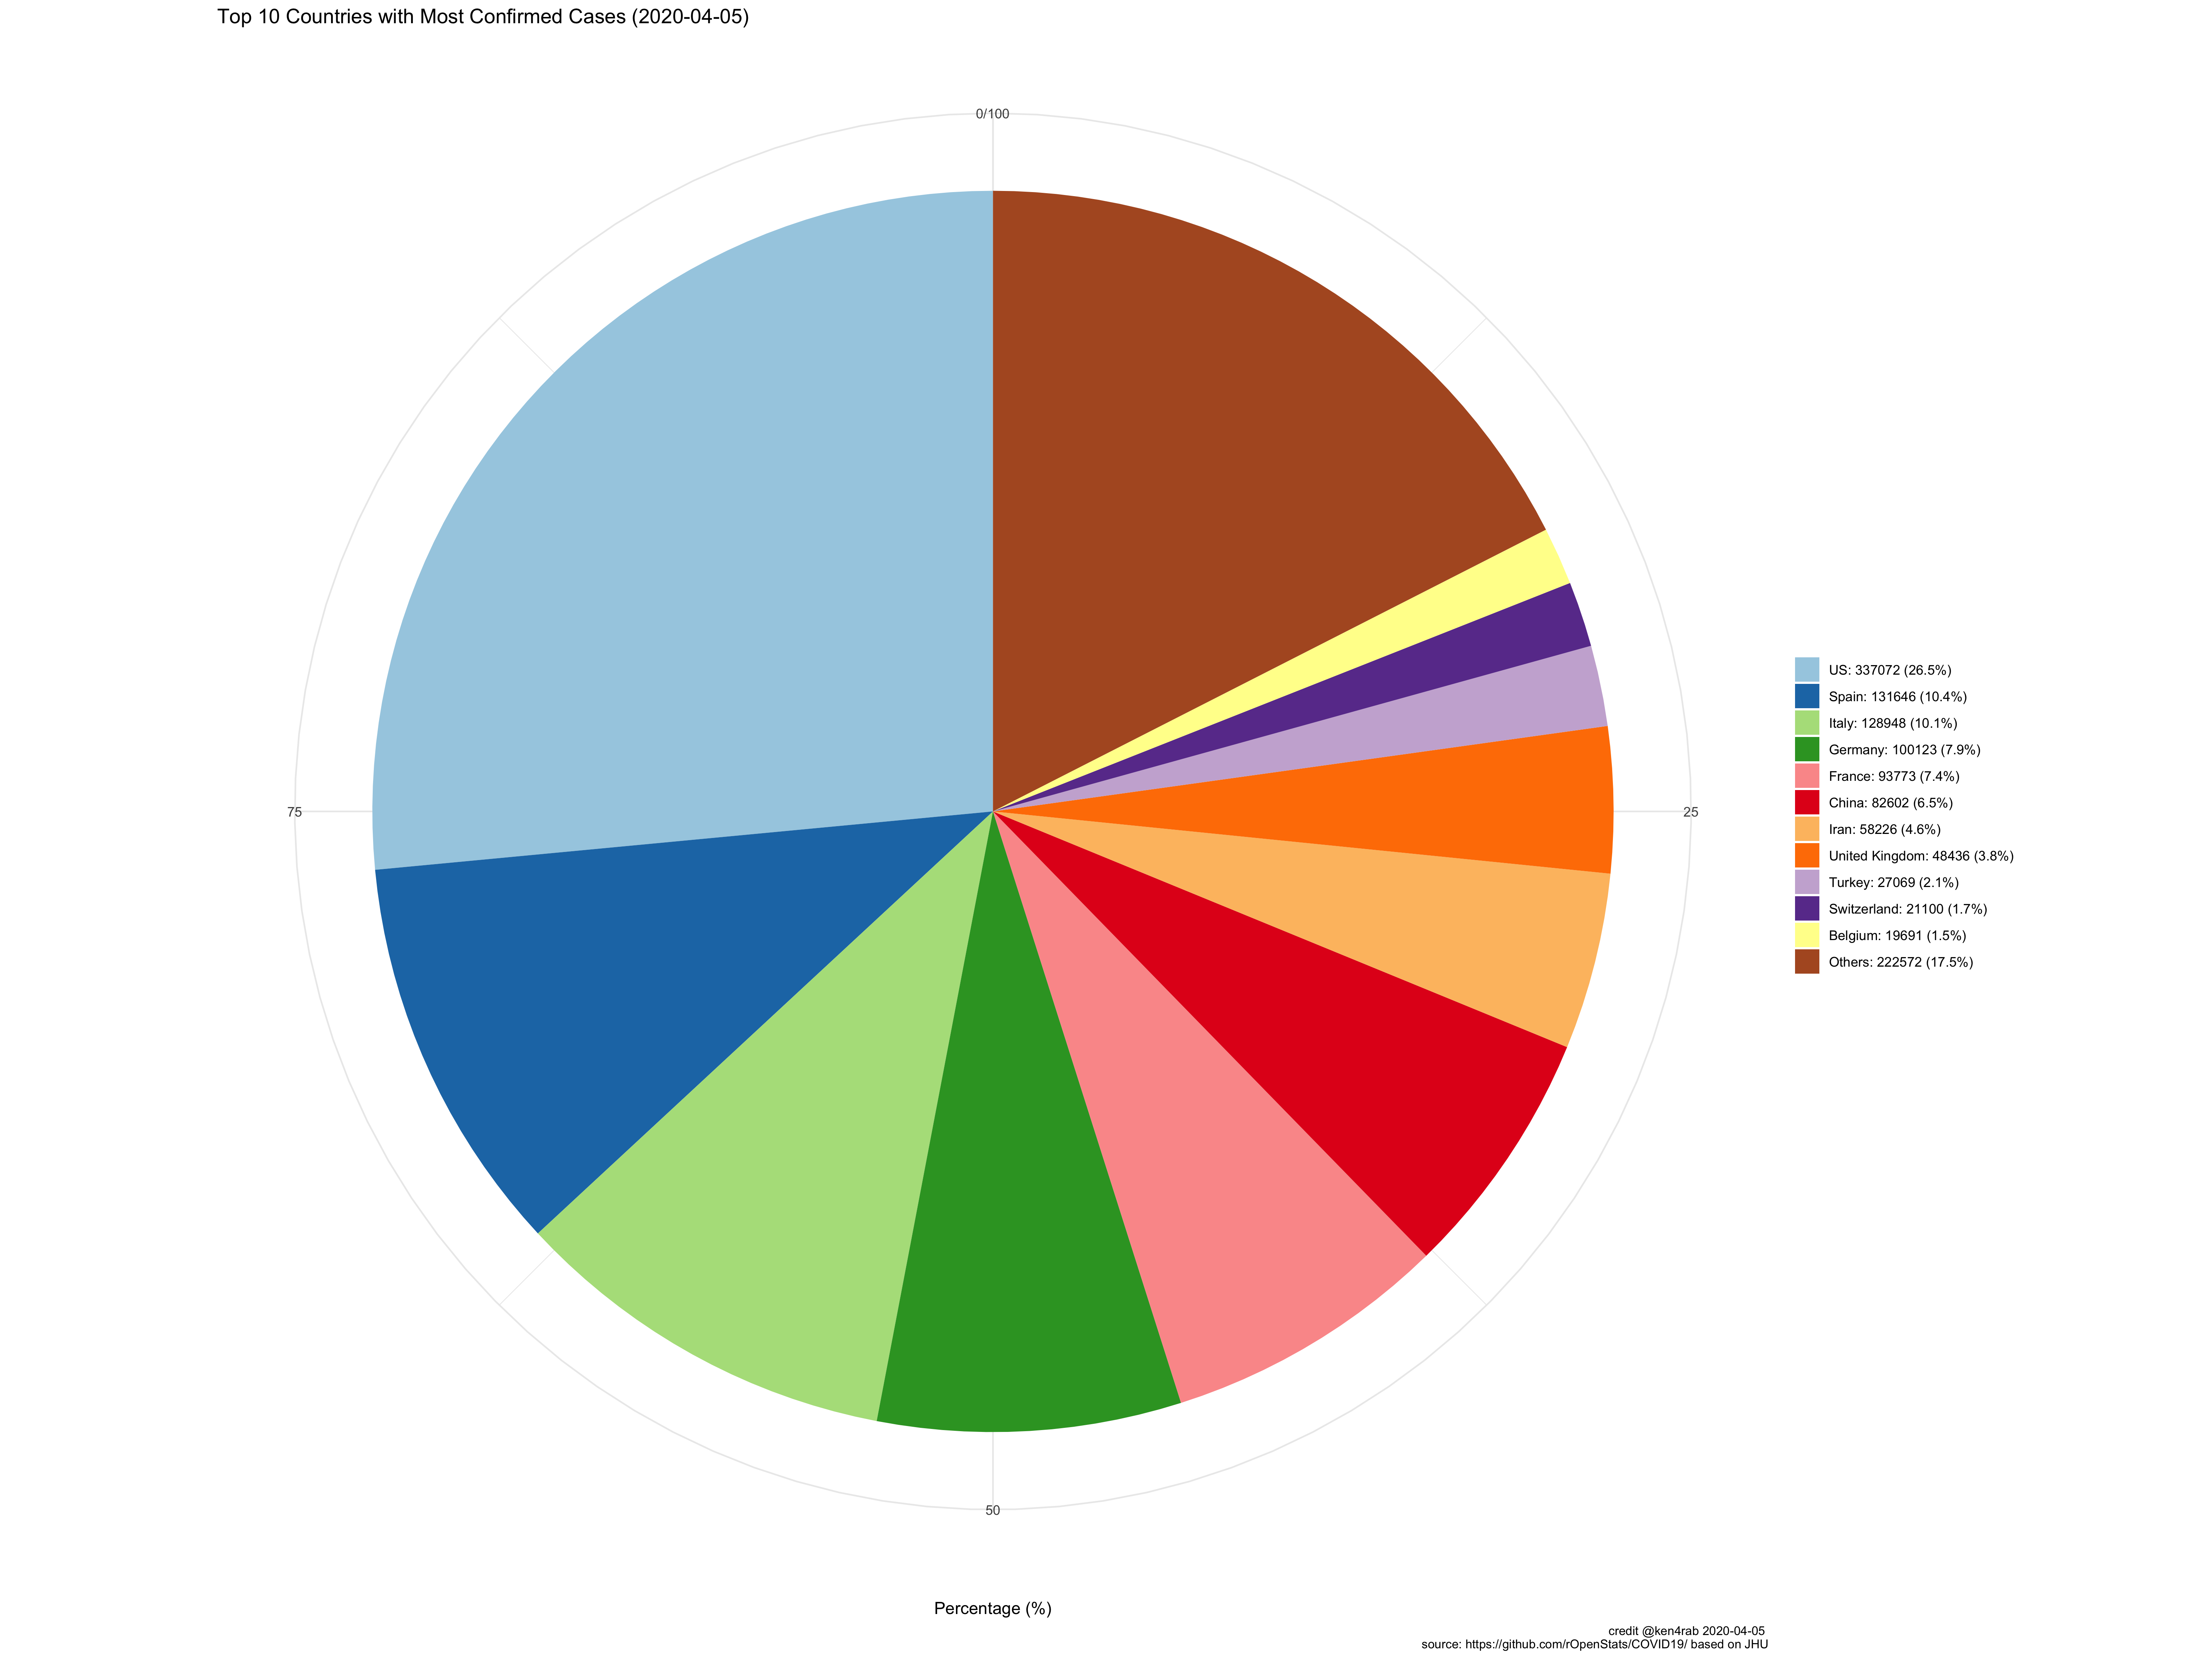 Top 10 Countries with Most Confirmed Cases (2020-04-05)
0/100
75
25
50
US: 337072 (26.5%)
Spain: 131646 (10.4%)
Italy: 128948 (10.1%)
Germany: 100123 (7.9%)
France: 93773 (7.4%)
China: 82602 (6.5%)
Iran: 58226 (4.6%)
United Kingdom: 48436 (3.8%)
Turkey: 27069 (2.1%)
Switzerland: 21100 (1.7%)
Belgium: 19691 (1.5%)
Others: 222572 (17.5%)
Percentage (%)
credit @ken4rab 2020-04-05
source: https://github.com/rOpenStats/COVID19/ based on JHU